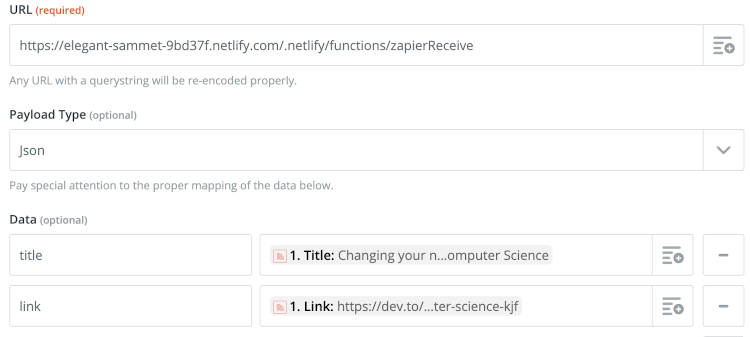 URL (required)
https://elegant-sammet-9bd37f.netlify.com/.netlify/functions/zapierReceive
Any URL with a querystring will be re-encoded properly.
Payload Type (optional)
Json
Pay special attention to the proper mapping of the data below.
Data (optional)
title 1. Title: Changing your n...omputer Science
link 1. Link: https://dev.to/...ter-science-kjf